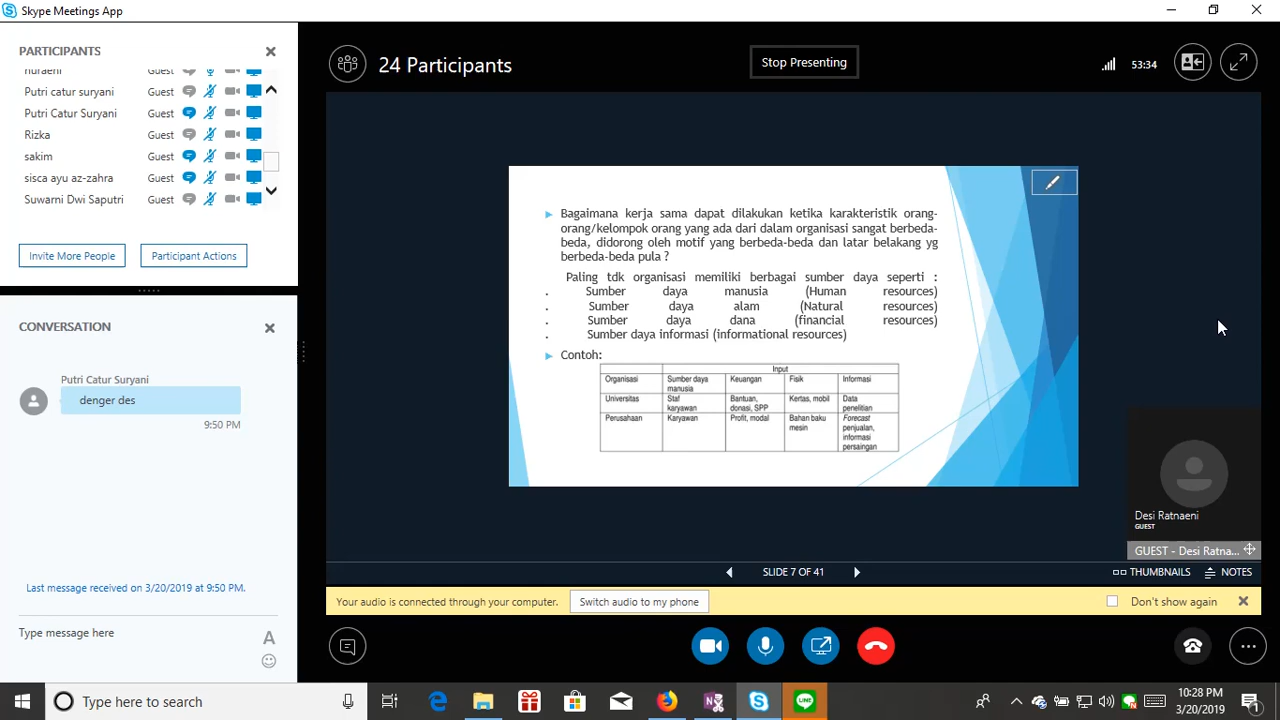 Skype Meetings App
PARTICIPANTS
nuraeni Guest
Putri catur suryani Guest
Putri Catur Suryani Guest
Rizka Guest
sakim Guest
sisca ayu az-zahra Guest
Suwarni Dwi Saputri Guest
Invite More People
Participant Actions
CONVERSATION
Putri Catur Suryani
denger des
9:50 PM
Last message received on 3/20/2019 at 9:50 PM.
Type message here
A
24 Participants
Stop Presenting
53:34
Bagaimana kerja sama dapat dilakukan ketika karakteristik orang-
orang/kelompok orang yang ada dari dalam organisasi sangat berbeda-
beda, didorong oleh motif yang berbeda-beda dan latar belakang yg
berbeda-beda pula ?
Paling tdk organisasi memiliki berbagai sumber daya seperti :
. Sumber daya manusia (Human resources)
. Sumber daya alam (Natural resources)
. Sumber daya dana (financial resources)
. Sumber daya informasi (informational resources)
Contoh:
Input
Organisasi Sumber daya manusia Keuangan Fisik Informasi
Universitas Staf karyawan Bantuan, donasi, SPP Kertas, mobil Data penelitian
Perusahaan Karyawan Profit, modal Bahan baku mesin Forecast penjualan, informasi persaingan
Desi Ratnaeni
GUEST
GUEST - Desi Ratna...
SLIDE 7 OF 41
THUMBNAILS
NOTES
Your audio is connected through your computer.
Switch audio to my phone
Don't show again
Type here to search
10:28 PM
3/20/2019
1